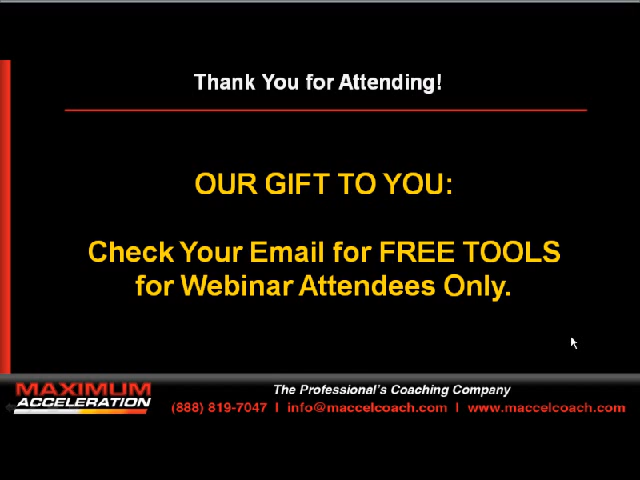 Thank You for Attending!
OUR GIFT TO YOU:
Check Your Email for FREE TOOLS
for Webinar Attendees Only.
MAXIMUM
ACCELERATION
The Professional's Coaching Company
(888) 819-7047 | info@maccelcoach.com | www.maccelcoach.com